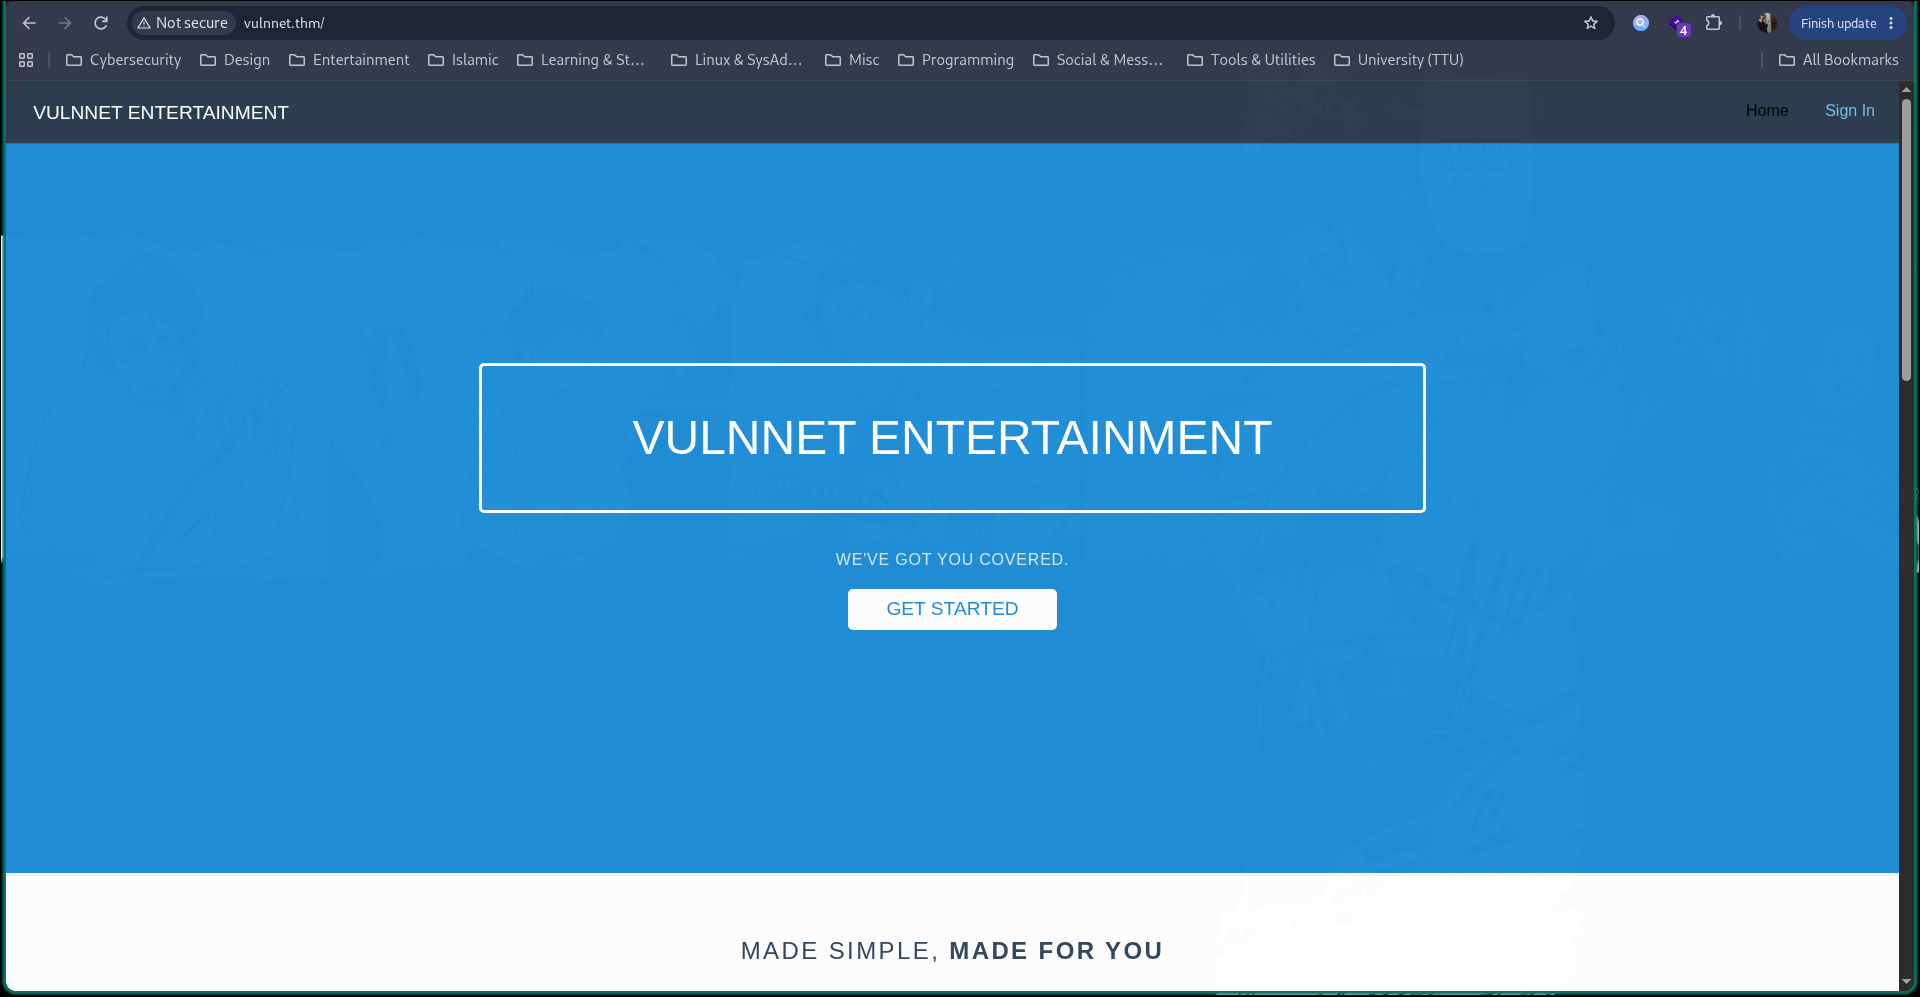 Not secure vulnnet.thm/ 4 Finish update
Cybersecurity Design Entertainment Islamic Learning & St... Linux & SysAd... Misc Programming Social & Mess... Tools & Utilities University (TTU) All Bookmarks
VULNNET ENTERTAINMENT Home Sign In
VULNNET ENTERTAINMENT
WE'VE GOT YOU COVERED.
GET STARTED
MADE SIMPLE, MADE FOR YOU